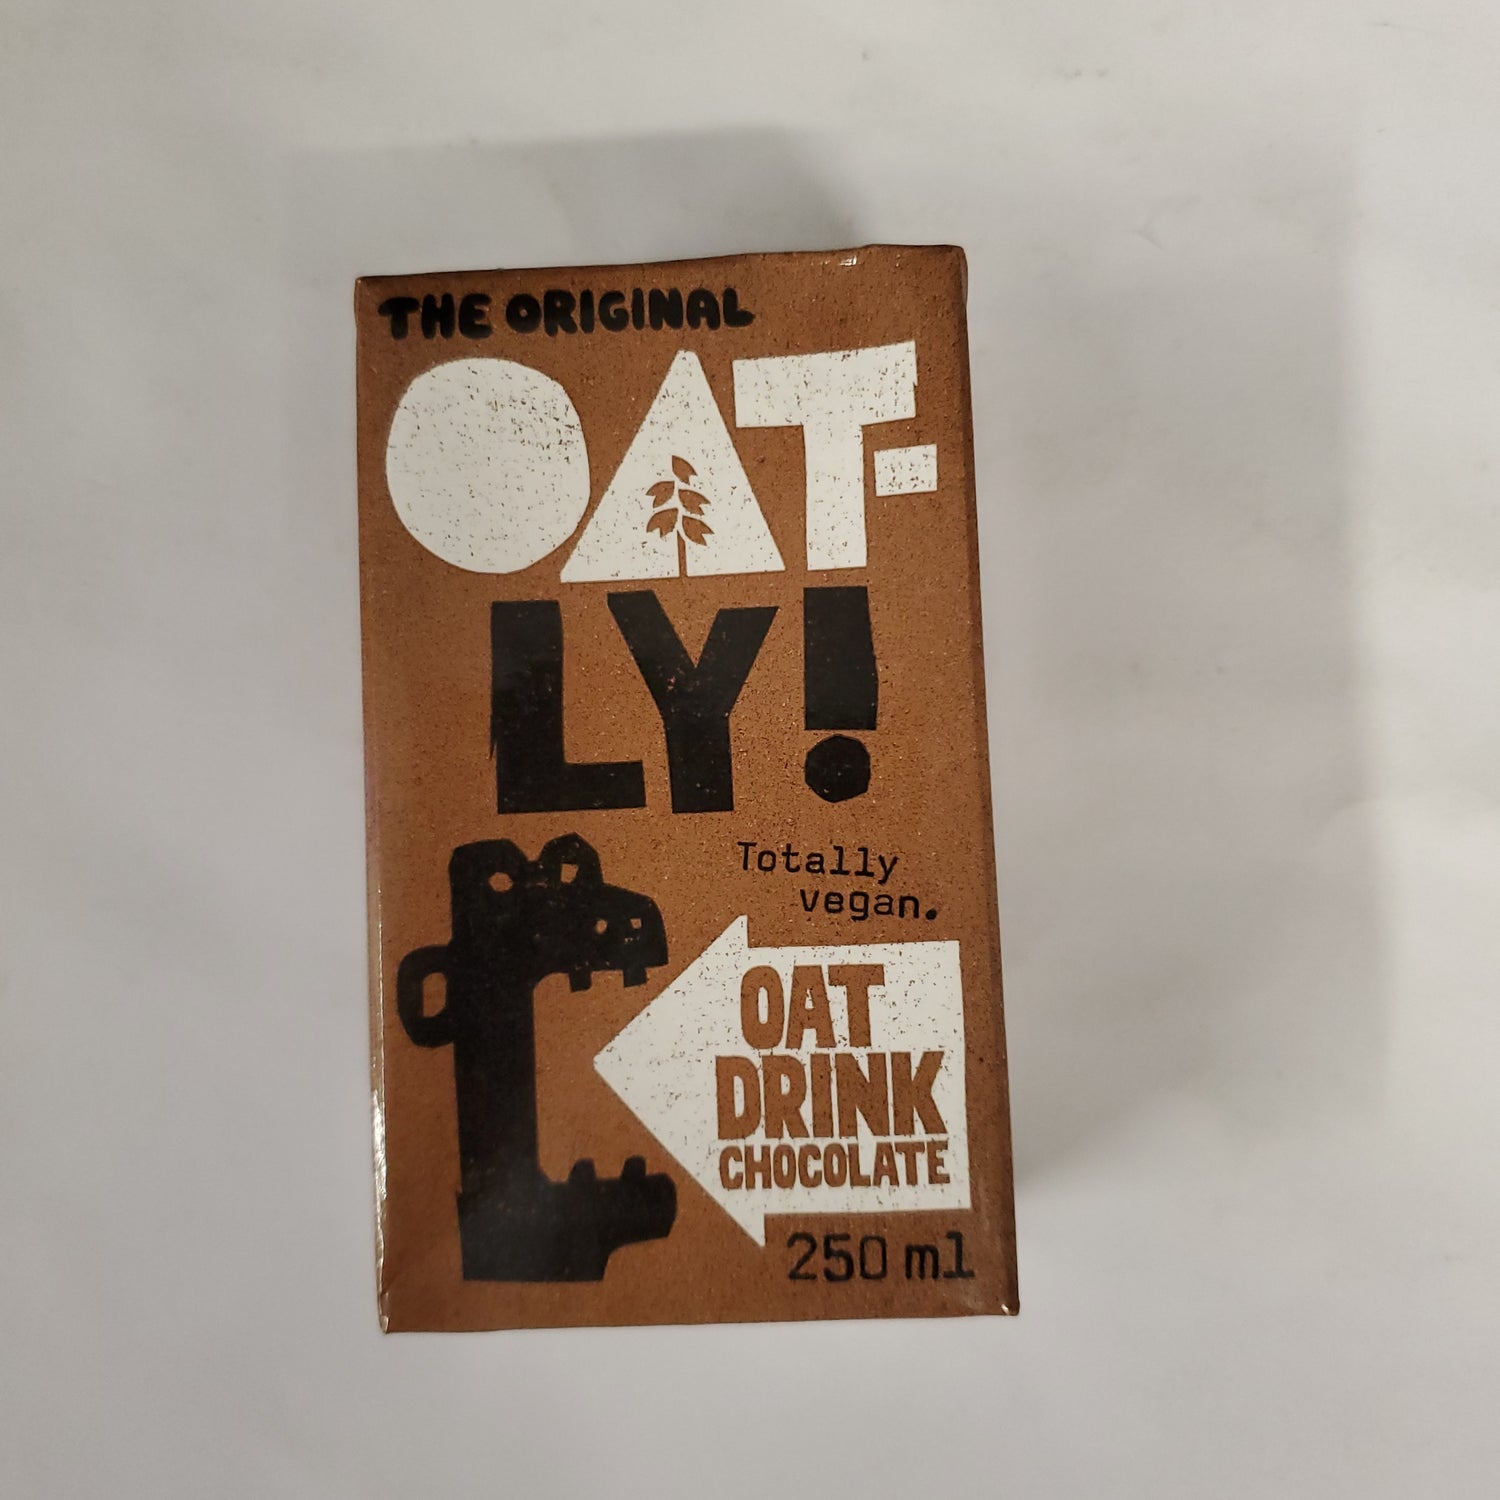 THE ORIGINAL
OAT-
LY!
Totally
vegan.
OAT
DRINK
CHOCOLATE
250 ml